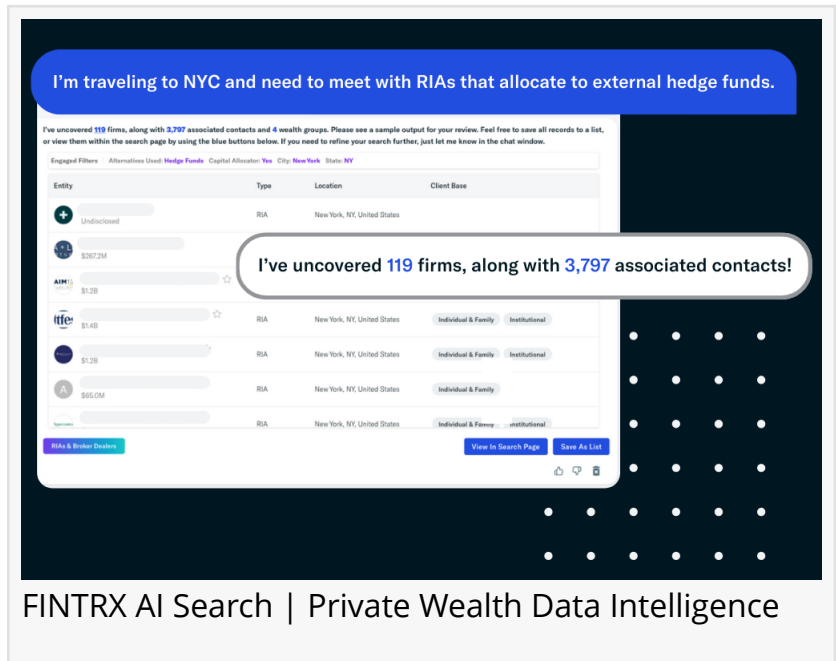 I'm traveling to NYC and need to meet with RIAs that allocate to external hedge funds.
I've uncovered 119 firms, along with 3,797 associated contacts and 4 wealth groups. Please see a sample output for your review. Feel free to save all records to a list,
or view them within the search page by using the blue buttons below. If you need to refine your search further, just let me know in the chat window.
Engaged Filters Alternatives Used: Hedge Funds Capital Allocator: Yes City: New York State: NY
Entity Type Location Client Base
Undisclosed RIA New York, NY, United States
$267.2M
I've uncovered 119 firms, along with 3,797 associated contacts!
AIM
$1.2B
tfe
$1.4B RIA New York, NY, United States Individual & Family Institutional
$1.2B RIA New York, NY, United States Individual & Family Institutional
A
$65.0M RIA New York, NY, United States Individual & Family
RIA New York, NY, United States Individual & Family Institutional
RIAs & Broker Dealers View In Search Page Save As List
FINTRX AI Search | Private Wealth Data Intelligence